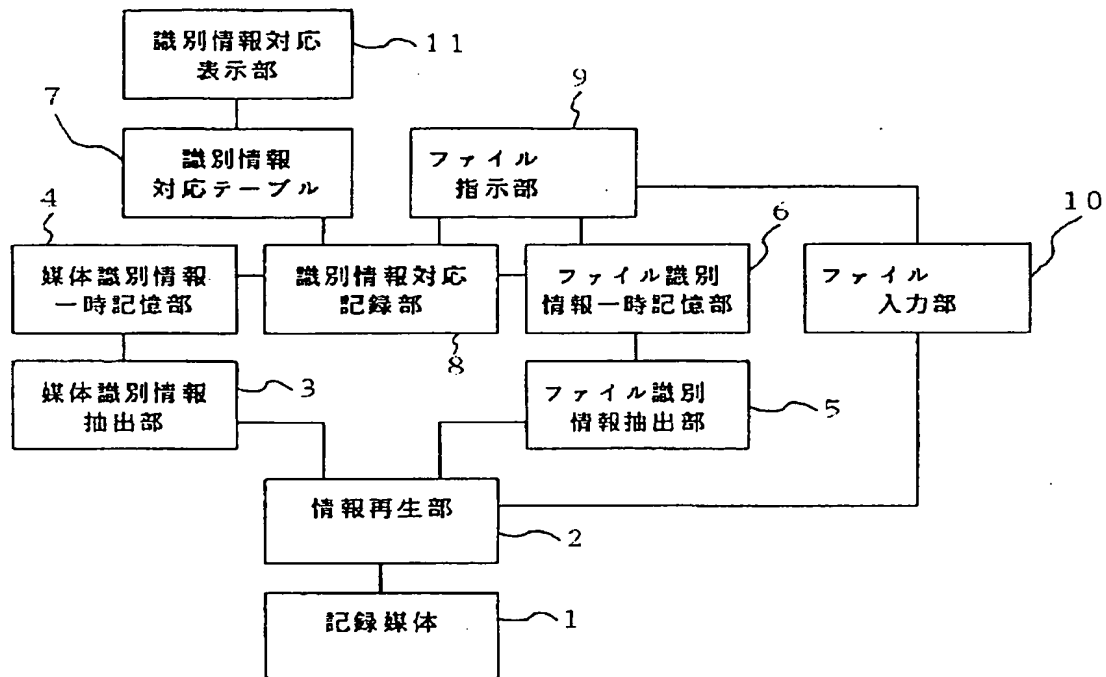 識別情報対応
表示部
11
9
7
識別情報
対応テーブル
ファイル
指示部
4
6
10
媒体識別情報
一時記憶部
識別情報対応
記録部
ファイル識別
情報一時記憶部
ファイル
入力部
8
媒体識別情報
抽出部
3
ファイル識別
情報抽出部
5
情報再生部
2
記録媒体
1